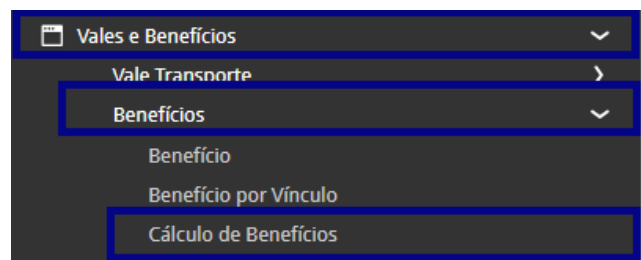 Vales e Benefícios
Vale Transporte
Benefícios
Benefício
Benefício por Vínculo
Cálculo de Benefícios